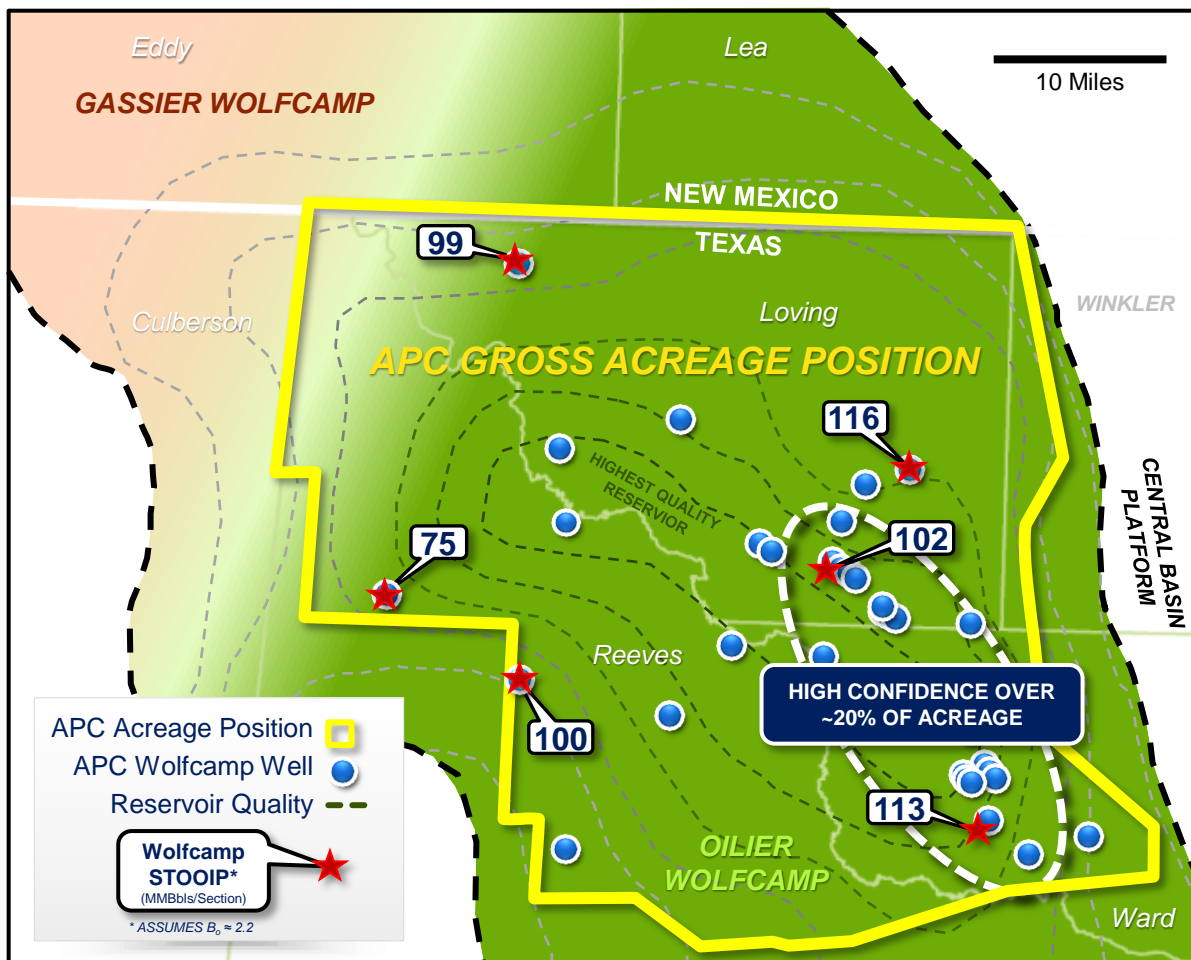 Eddy
Lea
10 Miles
GASSIER WOLFCAMP
NEW MEXICO
TEXAS
99
Culberson
Loving
WINKLER
APC GROSS ACREAGE POSITION
116
HIGHEST QUALITY
RESERVIOR
CENTRAL BASIN
PLATFORM
75
102
Reeves
HIGH CONFIDENCE OVER
~20% OF ACREAGE
100
113
OILIER
WOLFCAMP
Ward
APC Acreage Position
APC Wolfcamp Well
Reservoir Quality
Wolfcamp
STOOIP*
(MMBbls/Section)
* ASSUMES Bₒ ≈ 2.2